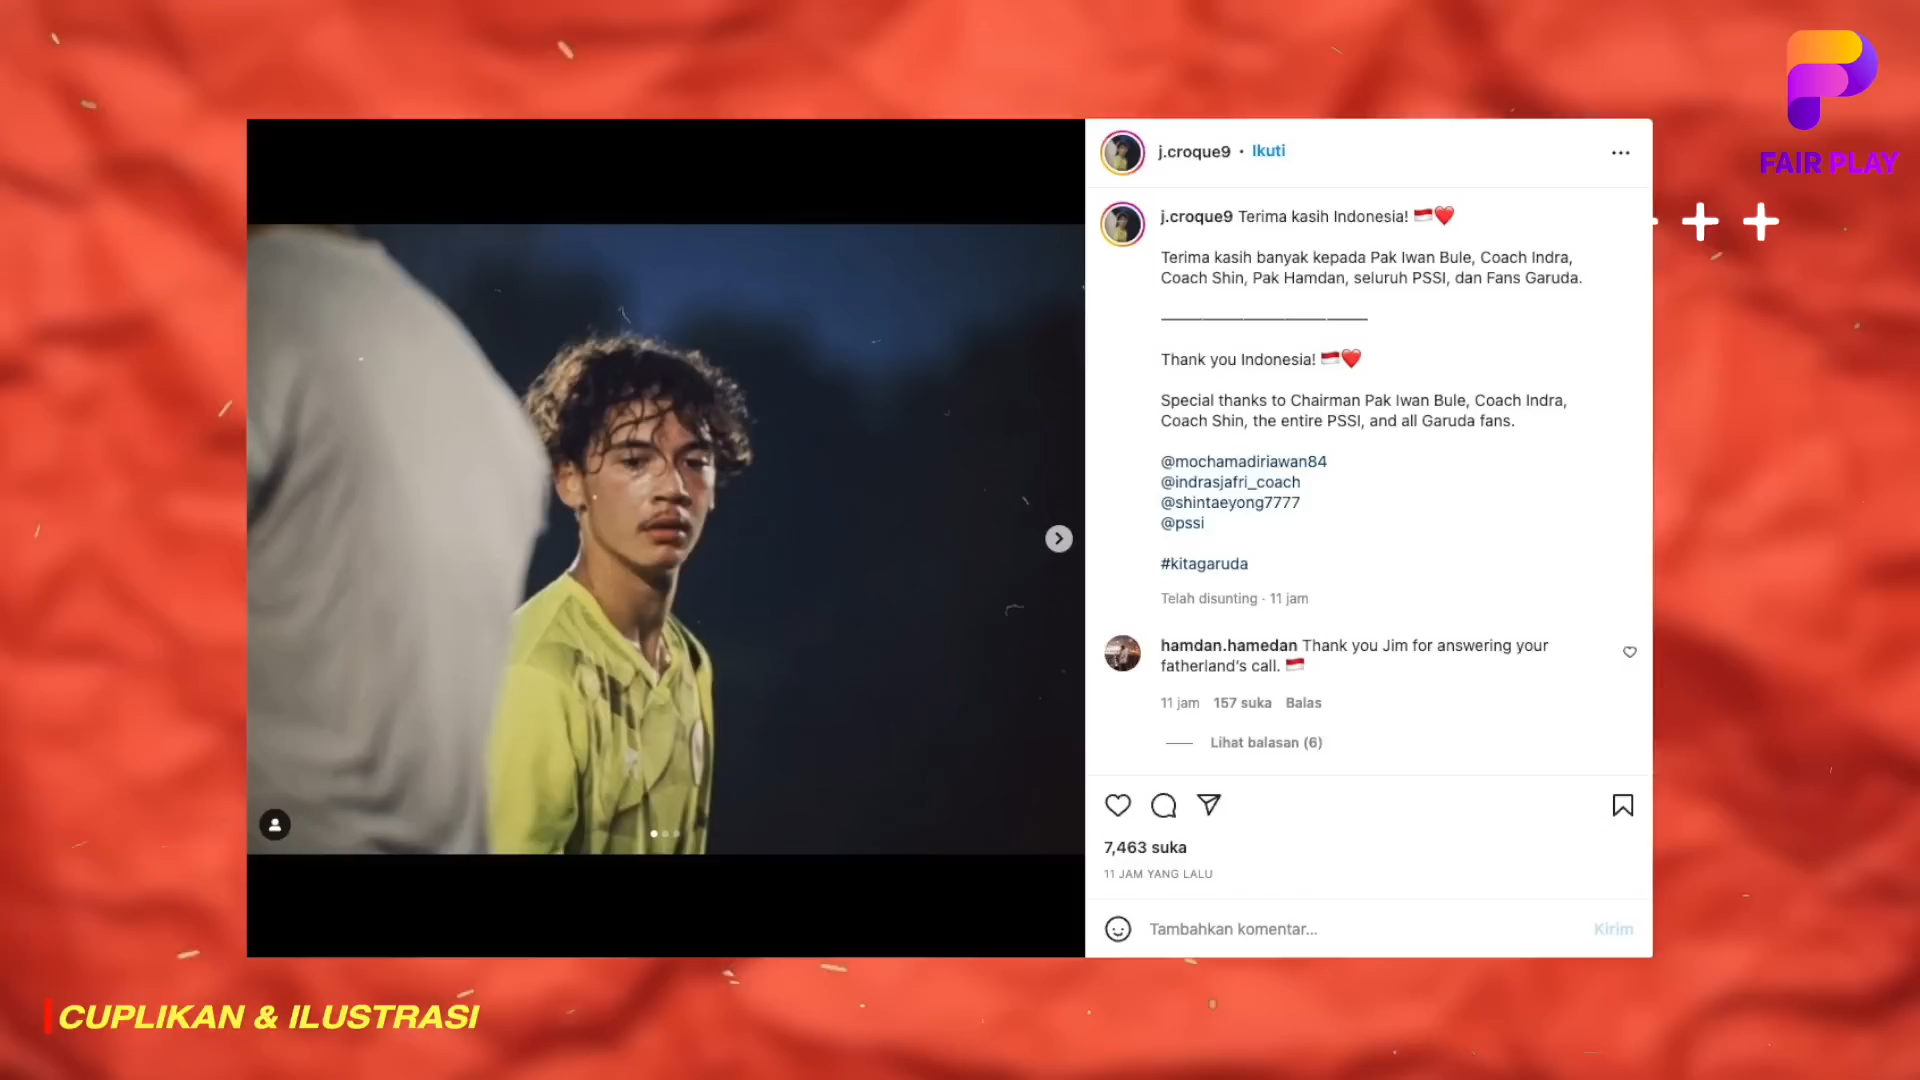 FAIR PLAY
j.croque9 • Ikuti
j.croque9 Terima kasih Indonesia! 🇮🇩❤️
Terima kasih banyak kepada Pak Iwan Bule, Coach Indra,
Coach Shin, Pak Hamdan, seluruh PSSI, dan Fans Garuda.
Thank you Indonesia! 🇮🇩❤️
Special thanks to Chairman Pak Iwan Bule, Coach Indra,
Coach Shin, the entire PSSI, and all Garuda fans.
@mochamadiriawan84
@indrasjafri_coach
@shintaeyong7777
@pssi
#kitagaruda
Telah disunting · 11 jam
hamdan.hamedan Thank you Jim for answering your
fatherland's call. 🇮🇩
11 jam 157 suka Balas
Lihat balasan (6)
7,463 suka
11 JAM YANG LALU
Tambahkan komentar... Kirim
CUPLIKAN & ILUSTRASI